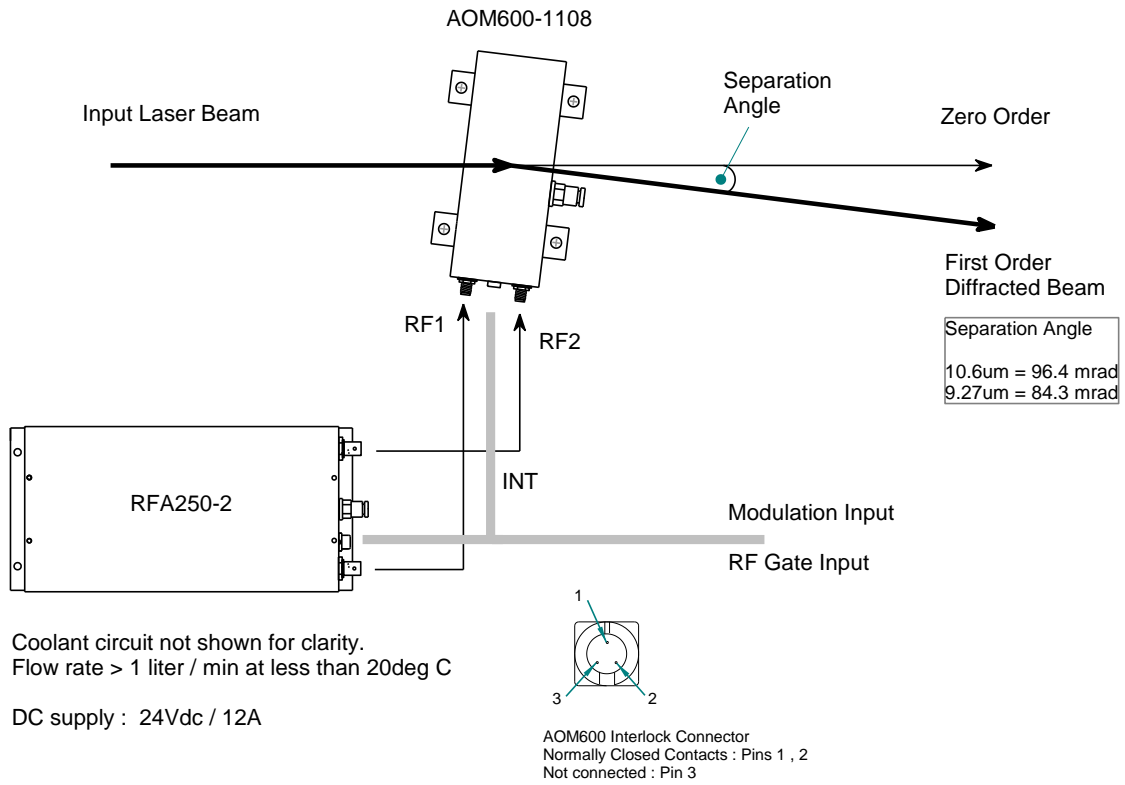 AOM600-1108
Input Laser Beam
Separation
Angle
Zero Order
First Order
Diffracted Beam
Separation Angle
10.6um = 96.4 mrad
9.27um = 84.3 mrad
RF1
RF2
INT
RFA250-2
Modulation Input
RF Gate Input
Coolant circuit not shown for clarity.
Flow rate > 1 liter / min at less than 20deg C
DC supply : 24Vdc / 12A
1
3
2
AOM600 Interlock Connector
Normally Closed Contacts : Pins 1 , 2
Not connected : Pin 3